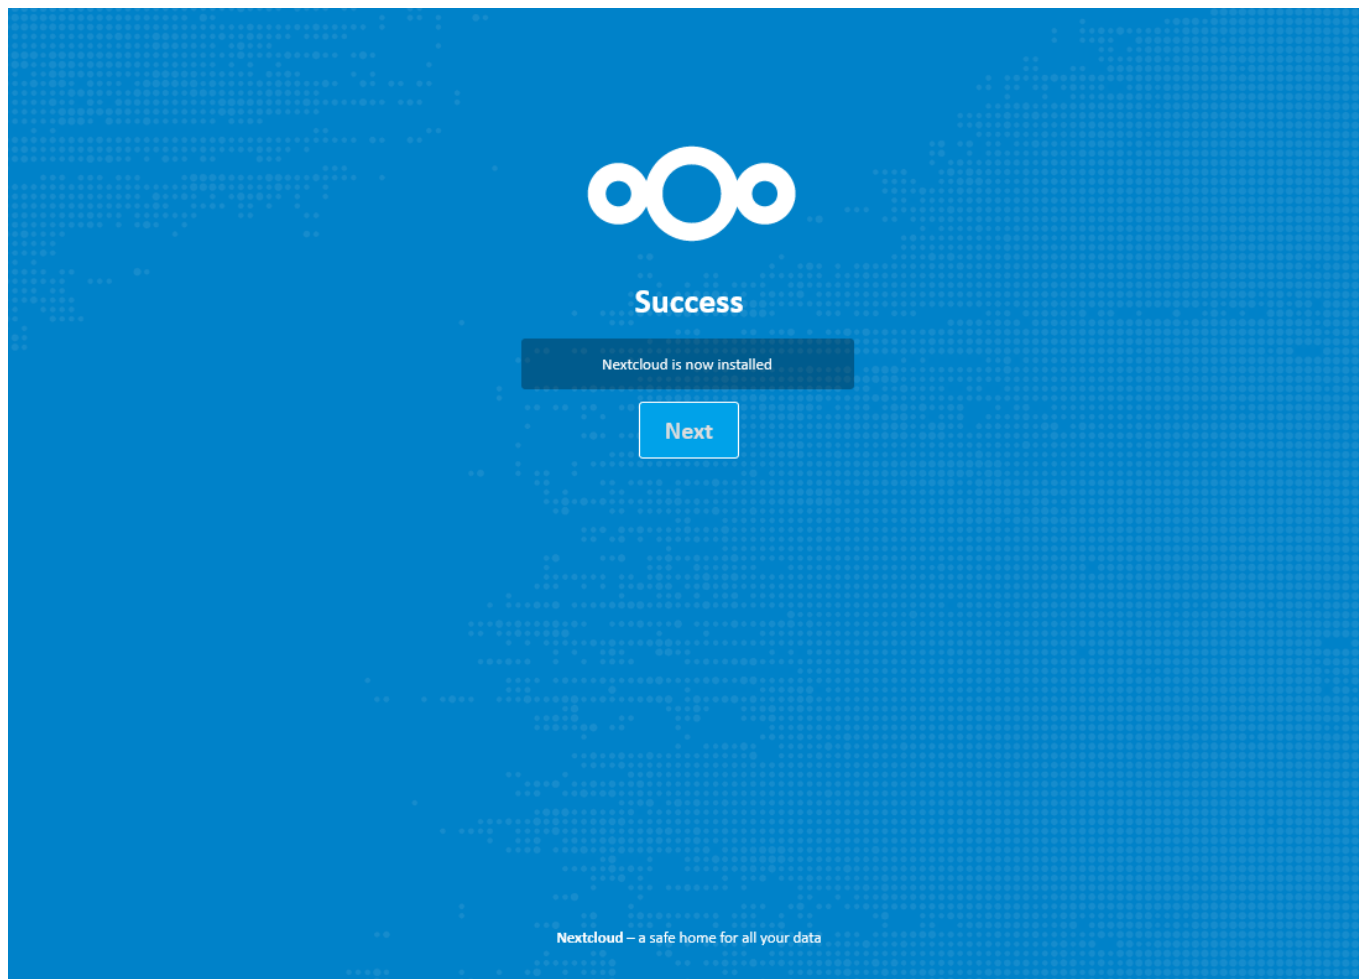 Success
Nextcloud is now installed
Next
Nextcloud – a safe home for all your data